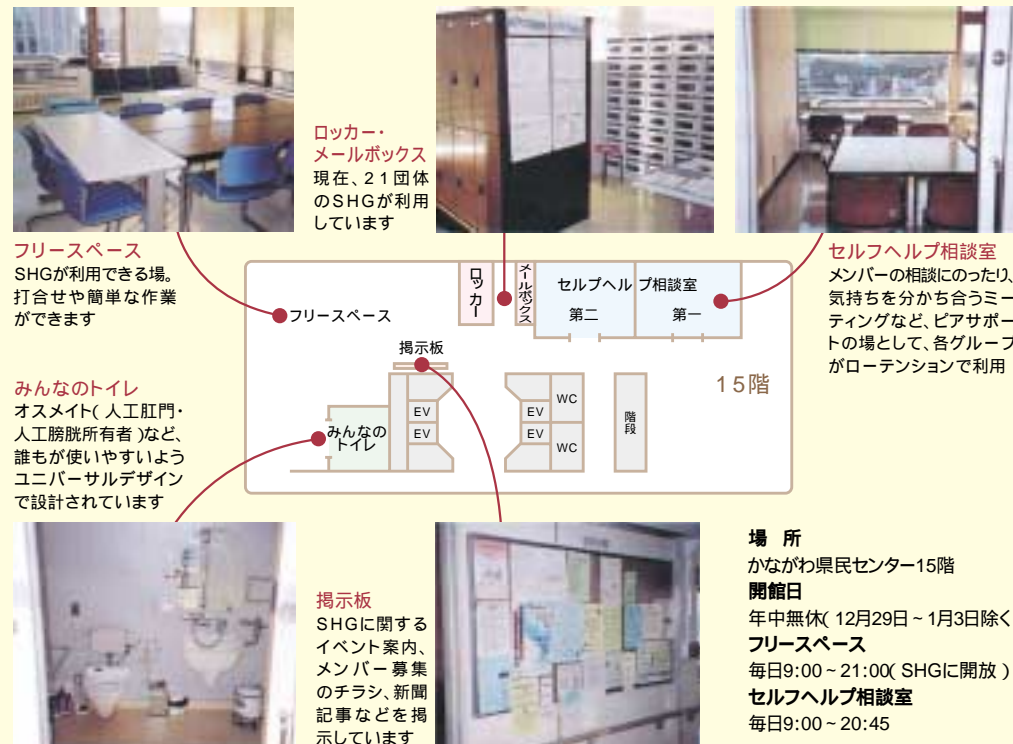 ロッカー・
メールボックス
現在、21団体
のSHGが利用
しています
フリースペース
SHGが利用できる場。
打合せや簡単な作業
ができます
セルフヘルプ相談室
メンバーの相談にのったり、
気持ちを分かち合うミー
ティングなど、ピアサポー
トの場として、各グループ
がローテンションで利用
みんなのトイレ
オスメイト(人工肛門・
人工膀胱所有者)など、
誰もが使いやすいよう
ユニバーサルデザイン
で設計されています
ロッカー
メールボックス
セルプヘルプ相談室
第二
第一
フリースペース
掲示板
15階
EV
EV
みんなの
トイレ
EV
EV
WC
WC
階段
掲示板
SHGに関する
イベント案内、
メンバー募集
のチラシ、新聞
記事などを掲
示しています
場 所
かながわ県民センター15階
開館日
年中無休(12月29日~1月3日除く
フリースペース
毎日9:00~21:00(SHGに開放)
セルフヘルプ相談室
毎日9:00~20:45